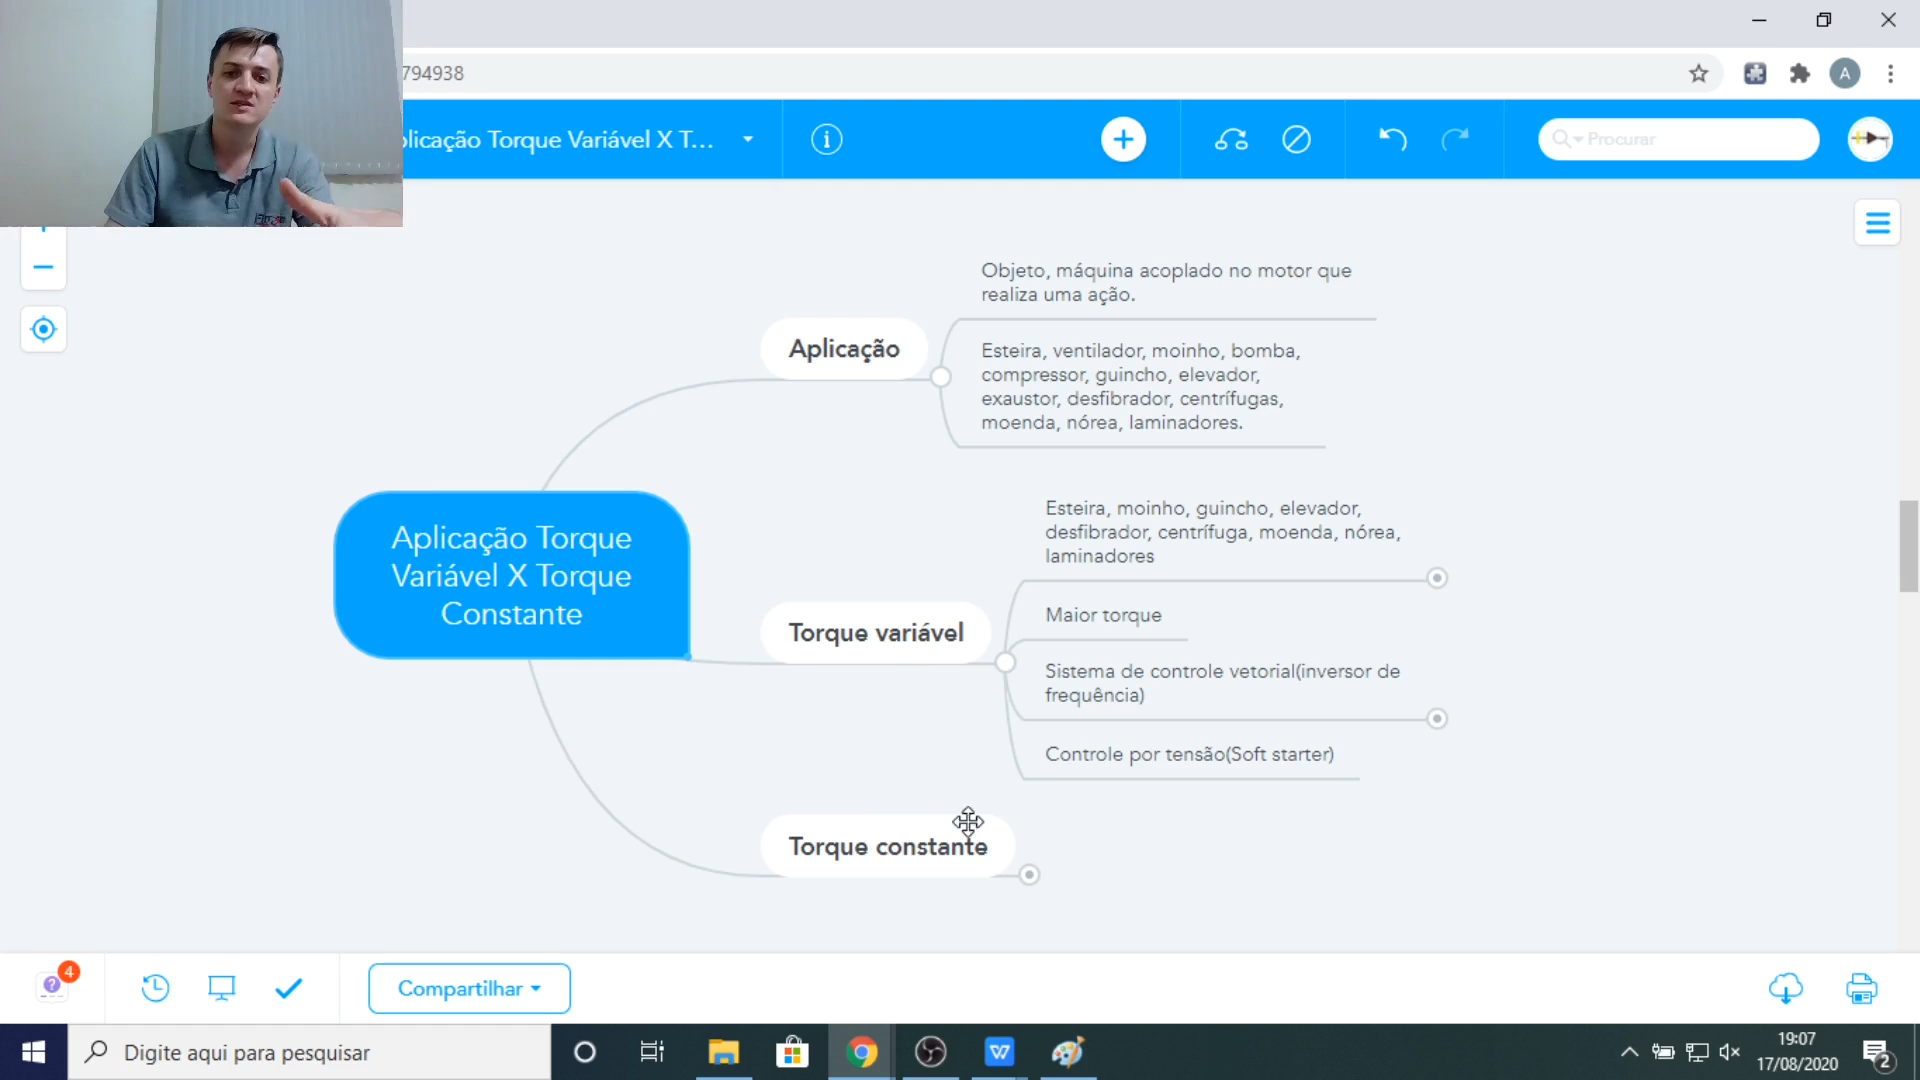 794938
plicação Torque Variável X T...
Procurar
Objeto, máquina acoplado no motor que
realiza uma ação.
Aplicação
Esteira, ventilador, moinho, bomba,
compressor, guincho, elevador,
exaustor, desfibrador, centrífugas,
moenda, nórea, laminadores.
Aplicação Torque
Variável X Torque
Constante
Esteira, moinho, guincho, elevador,
desfibrador, centrífuga, moenda, nórea,
laminadores
Torque variável
Maior torque
Sistema de controle vetorial(inversor de
frequência)
Controle por tensão(Soft starter)
Torque constante
4
Compartilhar
Digite aqui para pesquisar
19:07
17/08/2020
2
A
W